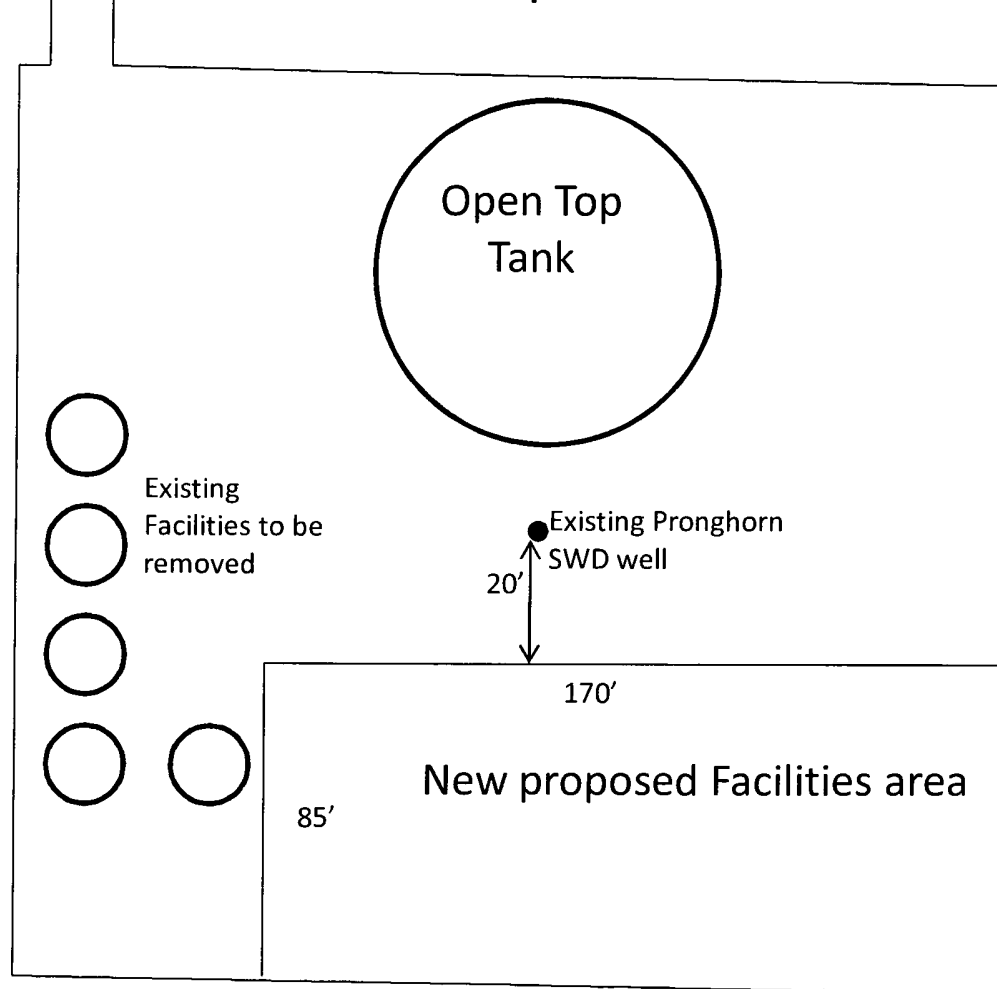 Open Top
Tank
Existing
Facilities to be
removed
Existing Pronghorn
SWD well
20’
170’
New proposed Facilities area
85’